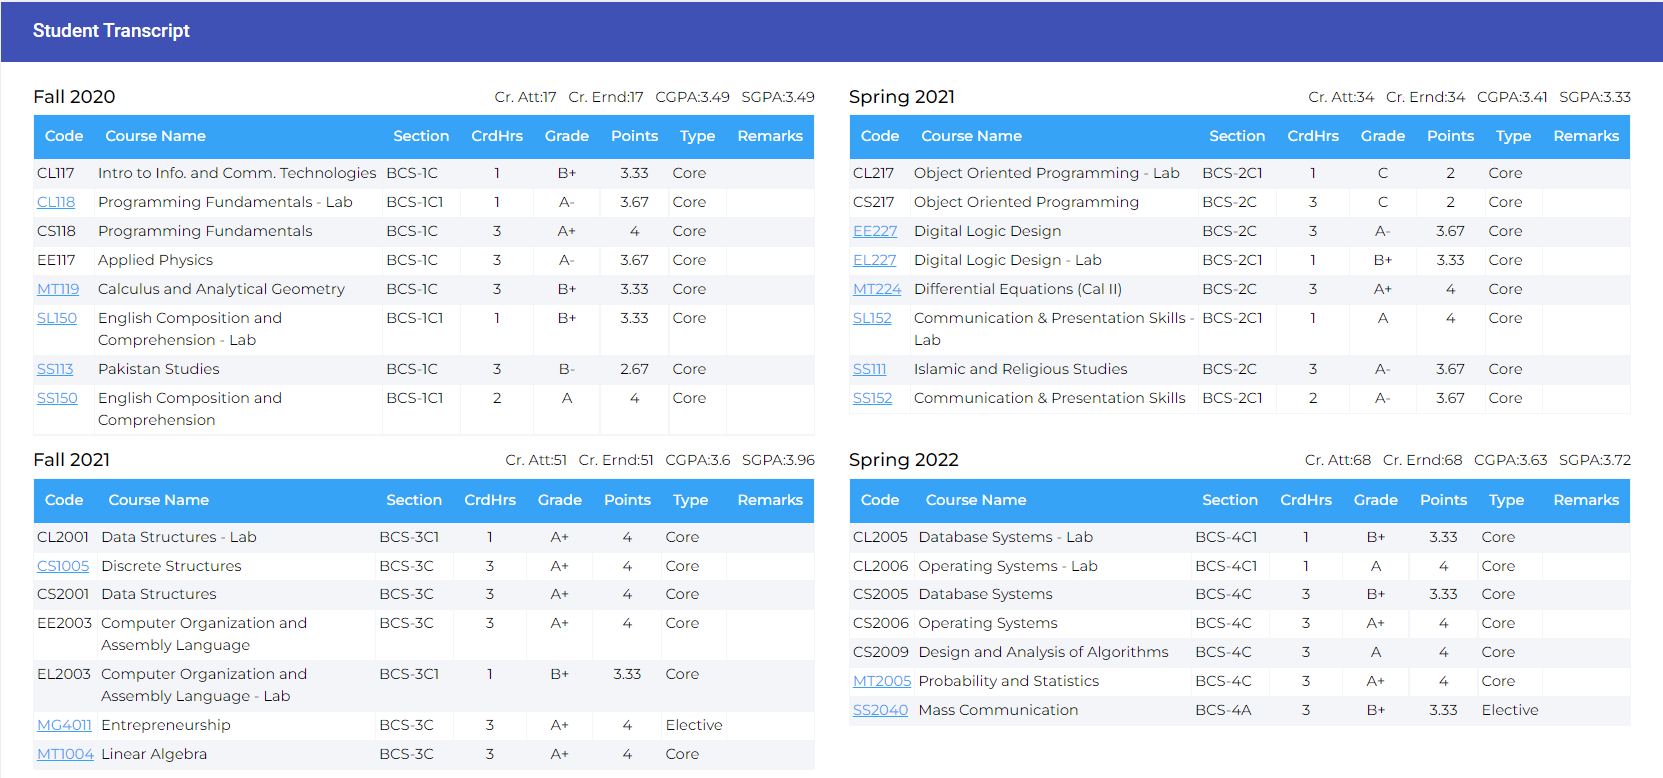 Student Transcript
Fall 2020 Cr. Att:17 Cr. Ernd:17 CGPA:3.49 SGPA:3.49
Code Course Name Section CrdHrs Grade Points Type Remarks
CL117 Intro to Info. and Comm. Technologies BCS-1C 1 B+ 3.33 Core
CL118 Programming Fundamentals - Lab BCS-1C1 1 A- 3.67 Core
CS118 Programming Fundamentals BCS-1C 3 A+ 4 Core
EE117 Applied Physics BCS-1C 3 A- 3.67 Core
MT119 Calculus and Analytical Geometry BCS-1C 3 B+ 3.33 Core
SL150 English Composition and BCS-1C1 1 B+ 3.33 Core
Comprehension - Lab
SS113 Pakistan Studies BCS-1C 3 B- 2.67 Core
SS150 English Composition and BCS-1C1 2 A 4 Core
Comprehension
Spring 2021 Cr. Att:34 Cr. Ernd:34 CGPA:3.41 SGPA:3.33
Code Course Name Section CrdHrs Grade Points Type Remarks
CL217 Object Oriented Programming - Lab BCS-2C1 1 C 2 Core
CS217 Object Oriented Programming BCS-2C 3 C 2 Core
EE227 Digital Logic Design BCS-2C 3 A- 3.67 Core
EL227 Digital Logic Design - Lab BCS-2C1 1 B+ 3.33 Core
MT224 Differential Equations (Cal II) BCS-2C 3 A+ 4 Core
SL152 Communication & Presentation Skills - BCS-2C1 1 A 4 Core
Lab
SS111 Islamic and Religious Studies BCS-2C 3 A- 3.67 Core
SS152 Communication & Presentation Skills BCS-2C1 2 A- 3.67 Core
Fall 2021 Cr. Att:51 Cr. Ernd:51 CGPA:3.6 SGPA:3.96
Code Course Name Section CrdHrs Grade Points Type Remarks
CL2001 Data Structures - Lab BCS-3C1 1 A+ 4 Core
CS1005 Discrete Structures BCS-3C 3 A+ 4 Core
CS2001 Data Structures BCS-3C 3 A+ 4 Core
EE2003 Computer Organization and BCS-3C 3 A+ 4 Core
Assembly Language
EL2003 Computer Organization and BCS-3C1 1 B+ 3.33 Core
Assembly Language - Lab
MG4011 Entrepreneurship BCS-3C 3 A+ 4 Elective
MT1004 Linear Algebra BCS-3C 3 A+ 4 Core
Spring 2022 Cr. Att:68 Cr. Ernd:68 CGPA:3.63 SGPA:3.72
Code Course Name Section CrdHrs Grade Points Type Remarks
CL2005 Database Systems - Lab BCS-4C1 1 B+ 3.33 Core
CL2006 Operating Systems - Lab BCS-4C1 1 A 4 Core
CS2005 Database Systems BCS-4C 3 B+ 3.33 Core
CS2006 Operating Systems BCS-4C 3 A+ 4 Core
CS2009 Design and Analysis of Algorithms BCS-4C 3 A 4 Core
MT2005 Probability and Statistics BCS-4C 3 A+ 4 Core
SS2040 Mass Communication BCS-4A 3 B+ 3.33 Elective